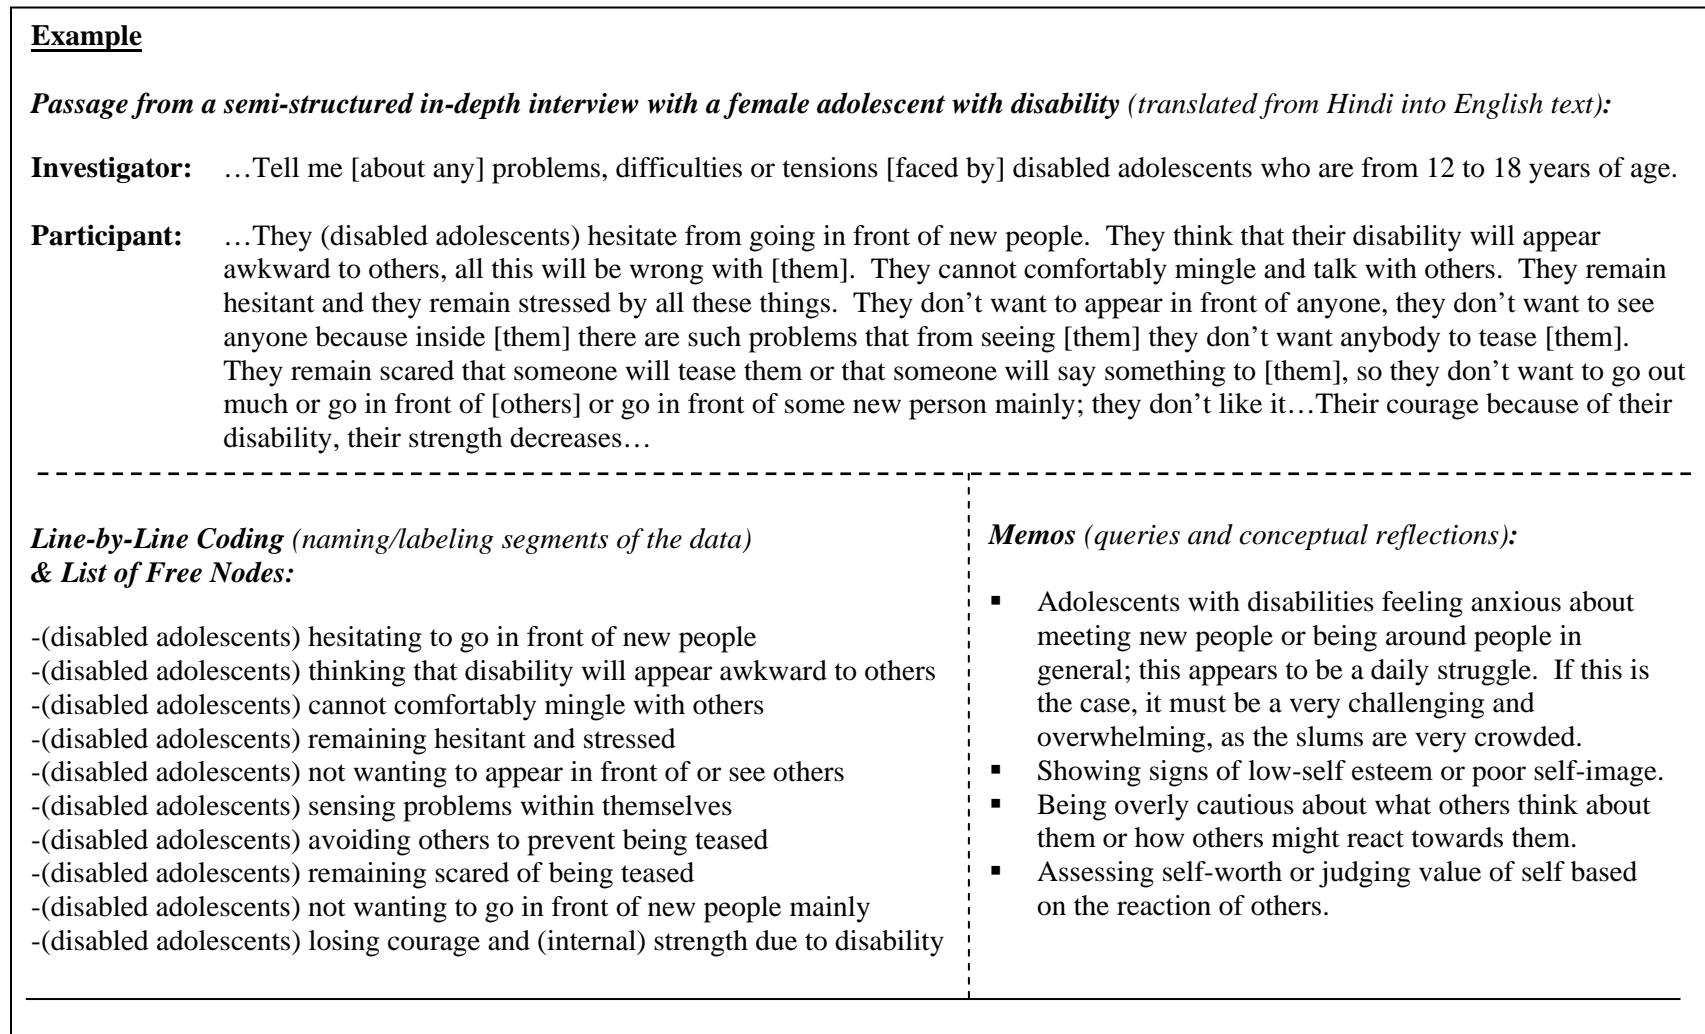 Example
Passage from a semi-structured in-depth interview with a female adolescent with disability (translated from Hindi into English text):
Investigator: …Tell me [about any] problems, difficulties or tensions [faced by] disabled adolescents who are from 12 to 18 years of age.
Participant: …They (disabled adolescents) hesitate from going in front of new people. They think that their disability will appear
awkward to others, all this will be wrong with [them]. They cannot comfortably mingle and talk with others. They remain
hesitant and they remain stressed by all these things. They don’t want to appear in front of anyone, they don’t want to see
anyone because inside [them] there are such problems that from seeing [them] they don’t want anybody to tease [them].
They remain scared that someone will tease them or that someone will say something to [them], so they don’t want to go out
much or go in front of [others] or go in front of some new person mainly; they don’t like it…Their courage because of their
disability, their strength decreases…
Line-by-Line Coding (naming/labeling segments of the data)
& List of Free Nodes:
-(disabled adolescents) hesitating to go in front of new people
-(disabled adolescents) thinking that disability will appear awkward to others
-(disabled adolescents) cannot comfortably mingle with others
-(disabled adolescents) remaining hesitant and stressed
-(disabled adolescents) not wanting to appear in front of or see others
-(disabled adolescents) sensing problems within themselves
-(disabled adolescents) avoiding others to prevent being teased
-(disabled adolescents) remaining scared of being teased
-(disabled adolescents) not wanting to go in front of new people mainly
-(disabled adolescents) losing courage and (internal) strength due to disability
Memos (queries and conceptual reflections):
▪ Adolescents with disabilities feeling anxious about
meeting new people or being around people in
general; this appears to be a daily struggle. If this is
the case, it must be a very challenging and
overwhelming, as the slums are very crowded.
▪ Showing signs of low-self esteem or poor self-image.
▪ Being overly cautious about what others think about
them or how others might react towards them.
▪ Assessing self-worth or judging value of self based
on the reaction of others.